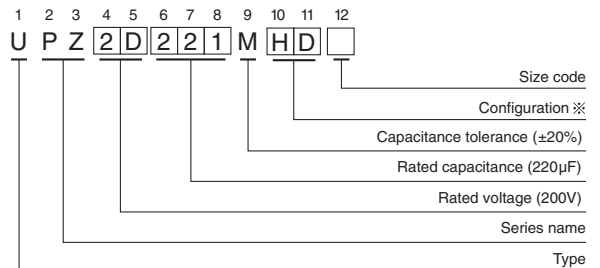 1 2 3 4 5 6 7 8 9 10 11 12
U P Z 2 D 2 2 1 M H D
Size code
Configuration ※
Capacitance tolerance (±20%)
Rated capacitance (220µF)
Rated voltage (200V)
Series name
Type